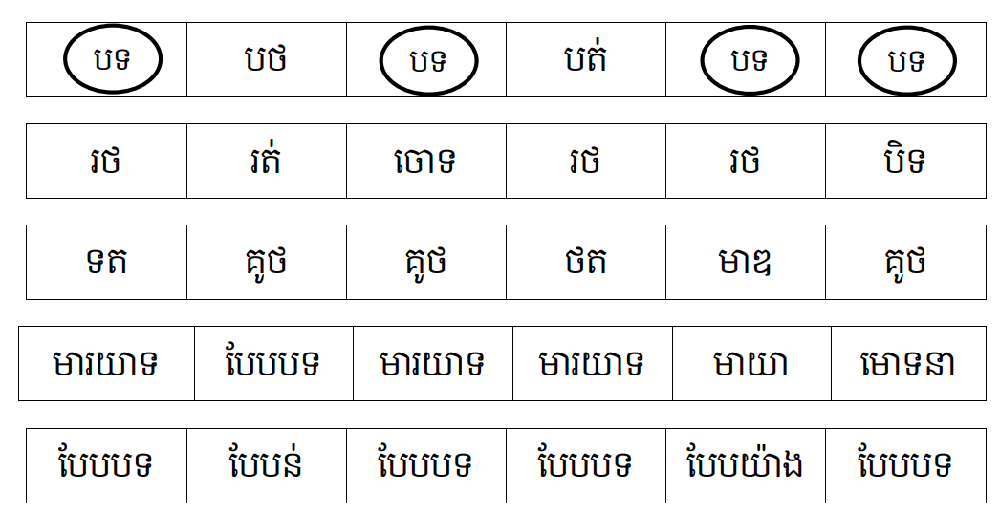 បទ បថ បទ បត់ បទ បទ
រថ រត់ ចោទ រថ រថ បិទ
ទត គូថ គូថ ថត មាឌ គូថ
មារយាទ បែបបទ មារយាទ មារយាទ មាយា មោទនា
បែបបទ បែបន់ បែបបទ បែបបទ បែបយ៉ាង បែបបទ